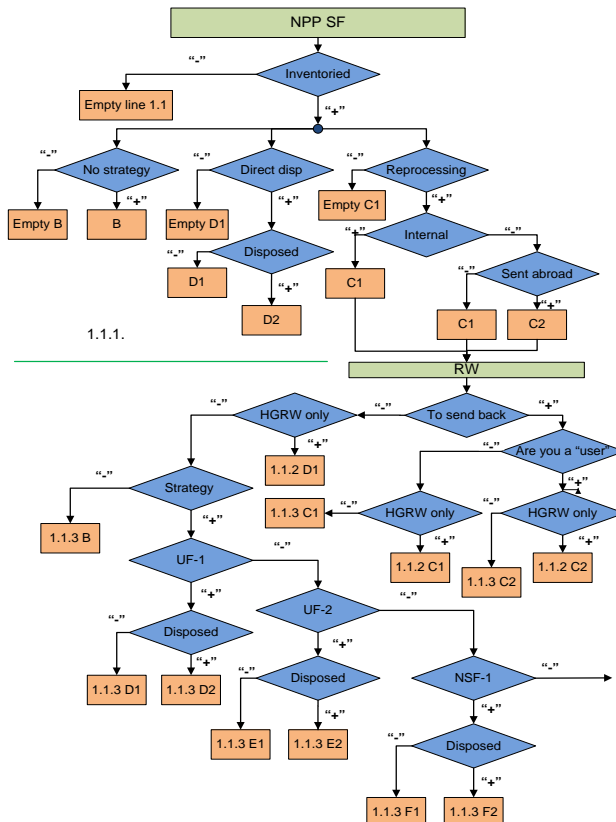 NPP SF
“-”
Inventoried
Empty line 1.1
“+”
“-”
No strategy
“-”
Direct disp
“-”
Reprocessing
“+”
“+”
“+”
Empty B
B
Empty D1
Empty C1
“+”
Internal
“-”
“-”
Disposed
“+”
“-”
Sent abroad
“+”
D1
C1
D2
C1
C2
1.1.1.
RW
“-”
HGRW only
“-”
To send back
“+”
“+”
“-”
Are you a “user”
1.1.2 D1
“-”
Strategy
“+”
“-”
“+”
“-”
1.1.3 C1
HGRW only
HGRW only
1.1.3 B
“+”
“+”
UF-1
“-”
1.1.2 C1
1.1.3 C2
1.1.2 C2
“+”
UF-2
“-”
“-”
Disposed
“+”
“+”
1.1.3 D1
1.1.3 D2
“-”
Disposed
NSF-1
“-”
“+”
“+”
1.1.3 E1
1.1.3 E2
“-”
Disposed
“+”
1.1.3 F1
1.1.3 F2